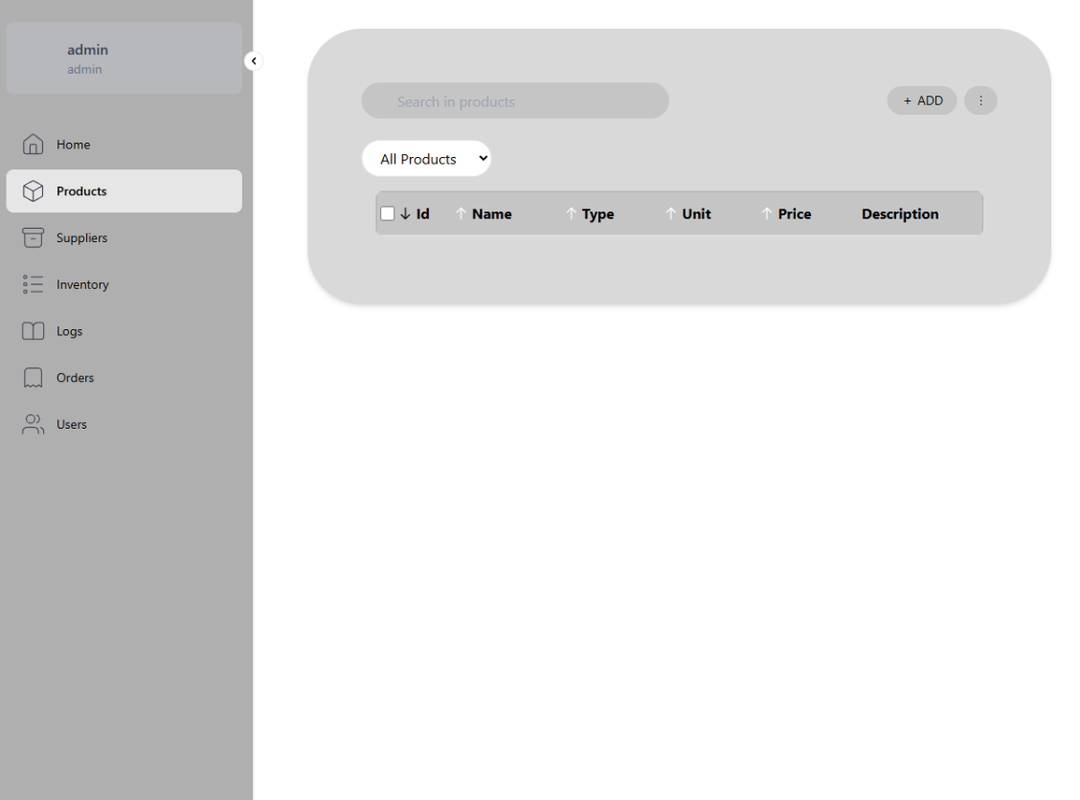 admin
admin
Home
Products
Suppliers
Inventory
Logs
Orders
Users
Search in products
+ ADD
All Products
Id Name Type Unit Price Description